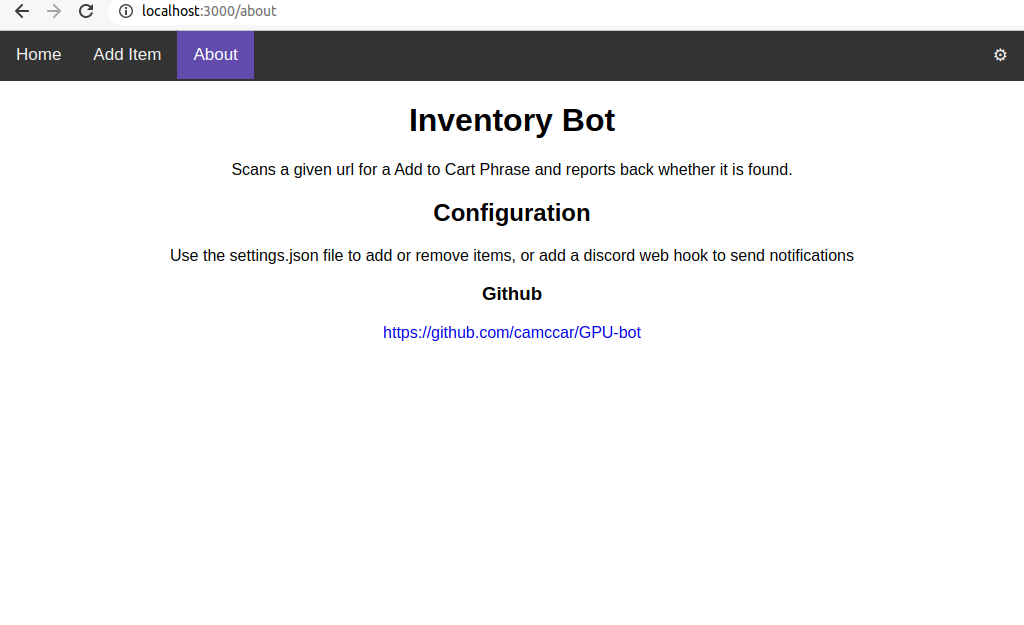 localhost:3000/about
Home Add Item About
Inventory Bot
Scans a given url for a Add to Cart Phrase and reports back whether it is found.
Configuration
Use the settings.json file to add or remove items, or add a discord web hook to send notifications
Github
https://github.com/camccar/GPU-bot